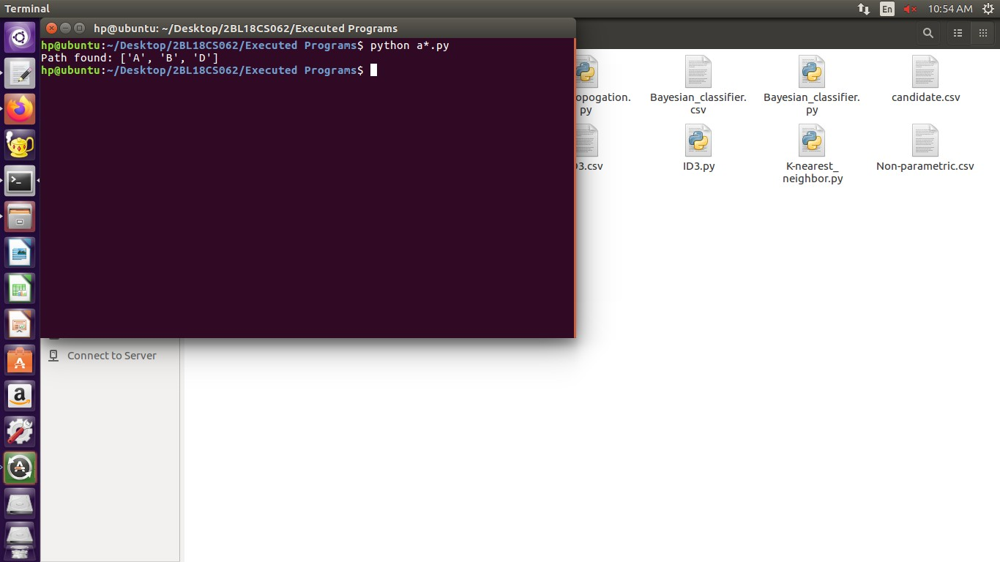 Terminal
En
10:54 AM
hp@ubuntu: ~/Desktop/2BL18CS062/Executed Programs
hp@ubuntu:~/Desktop/2BL18CS062/Executed Programs$ python a*.py
Path found: ['A', 'B', 'D']
hp@ubuntu:~/Desktop/2BL18CS062/Executed Programs$
opogation.
py
Bayesian_classifier.
csv
Bayesian_classifier.
py
candidate.csv
3.csv
ID3.py
K-nearest_
neighbor.py
Non-parametric.csv
Connect to Server